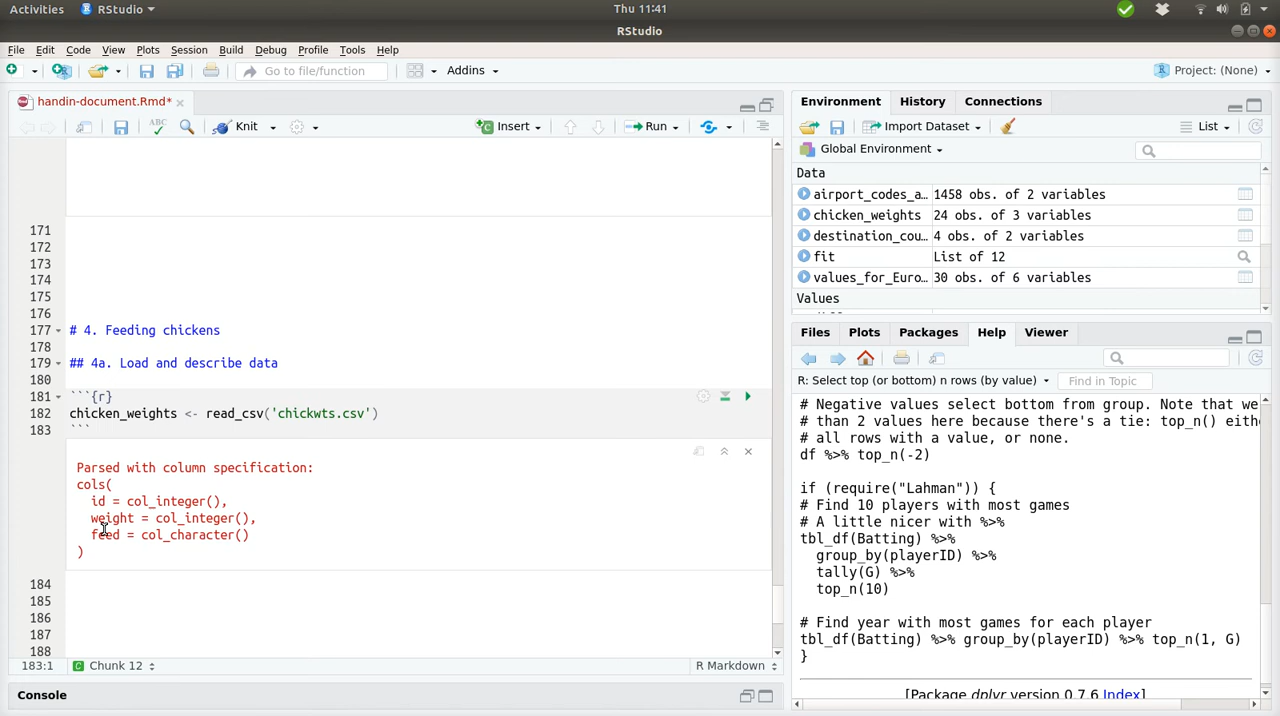 Activities RStudio Thu 11:41
RStudio
File Edit Code View Plots Session Build Debug Profile Tools Help
Go to file/function Addins Project: (None)
handin-document.Rmd*
ABC Knit Insert Run
171
172
173
174
175
176
177 # 4. Feeding chickens
178
179 ## 4a. Load and describe data
180
181 ```{r}
182 chicken_weights <- read_csv('chickwts.csv')
183 ```
Parsed with column specification:
cols(
id = col_integer(),
weight = col_integer(),
feed = col_character()
)
184
185
186
187
188
183:1 Chunk 12 R Markdown
Console
Environment History Connections
Import Dataset List
Global Environment
Data
airport_codes_a… 1458 obs. of 2 variables
chicken_weights 24 obs. of 3 variables
destination_cou… 4 obs. of 2 variables
fit List of 12
values_for_Euro… 30 obs. of 6 variables
Values
Files Plots Packages Help Viewer
R: Select top (or bottom) n rows (by value) Find in Topic
# Negative values select bottom from group. Note that we
# than 2 values here because there's a tie: top_n() eith
# all rows with a value, or none.
df %>% top_n(-2)
if (require("Lahman")) {
# Find 10 players with most games
# A little nicer with %>%
tbl_df(Batting) %>%
group_by(playerID) %>%
tally(G) %>%
top_n(10)
# Find year with most games for each player
tbl_df(Batting) %>% group_by(playerID) %>% top_n(1, G)
}
[Package dplyr version 0.7.6 Index]